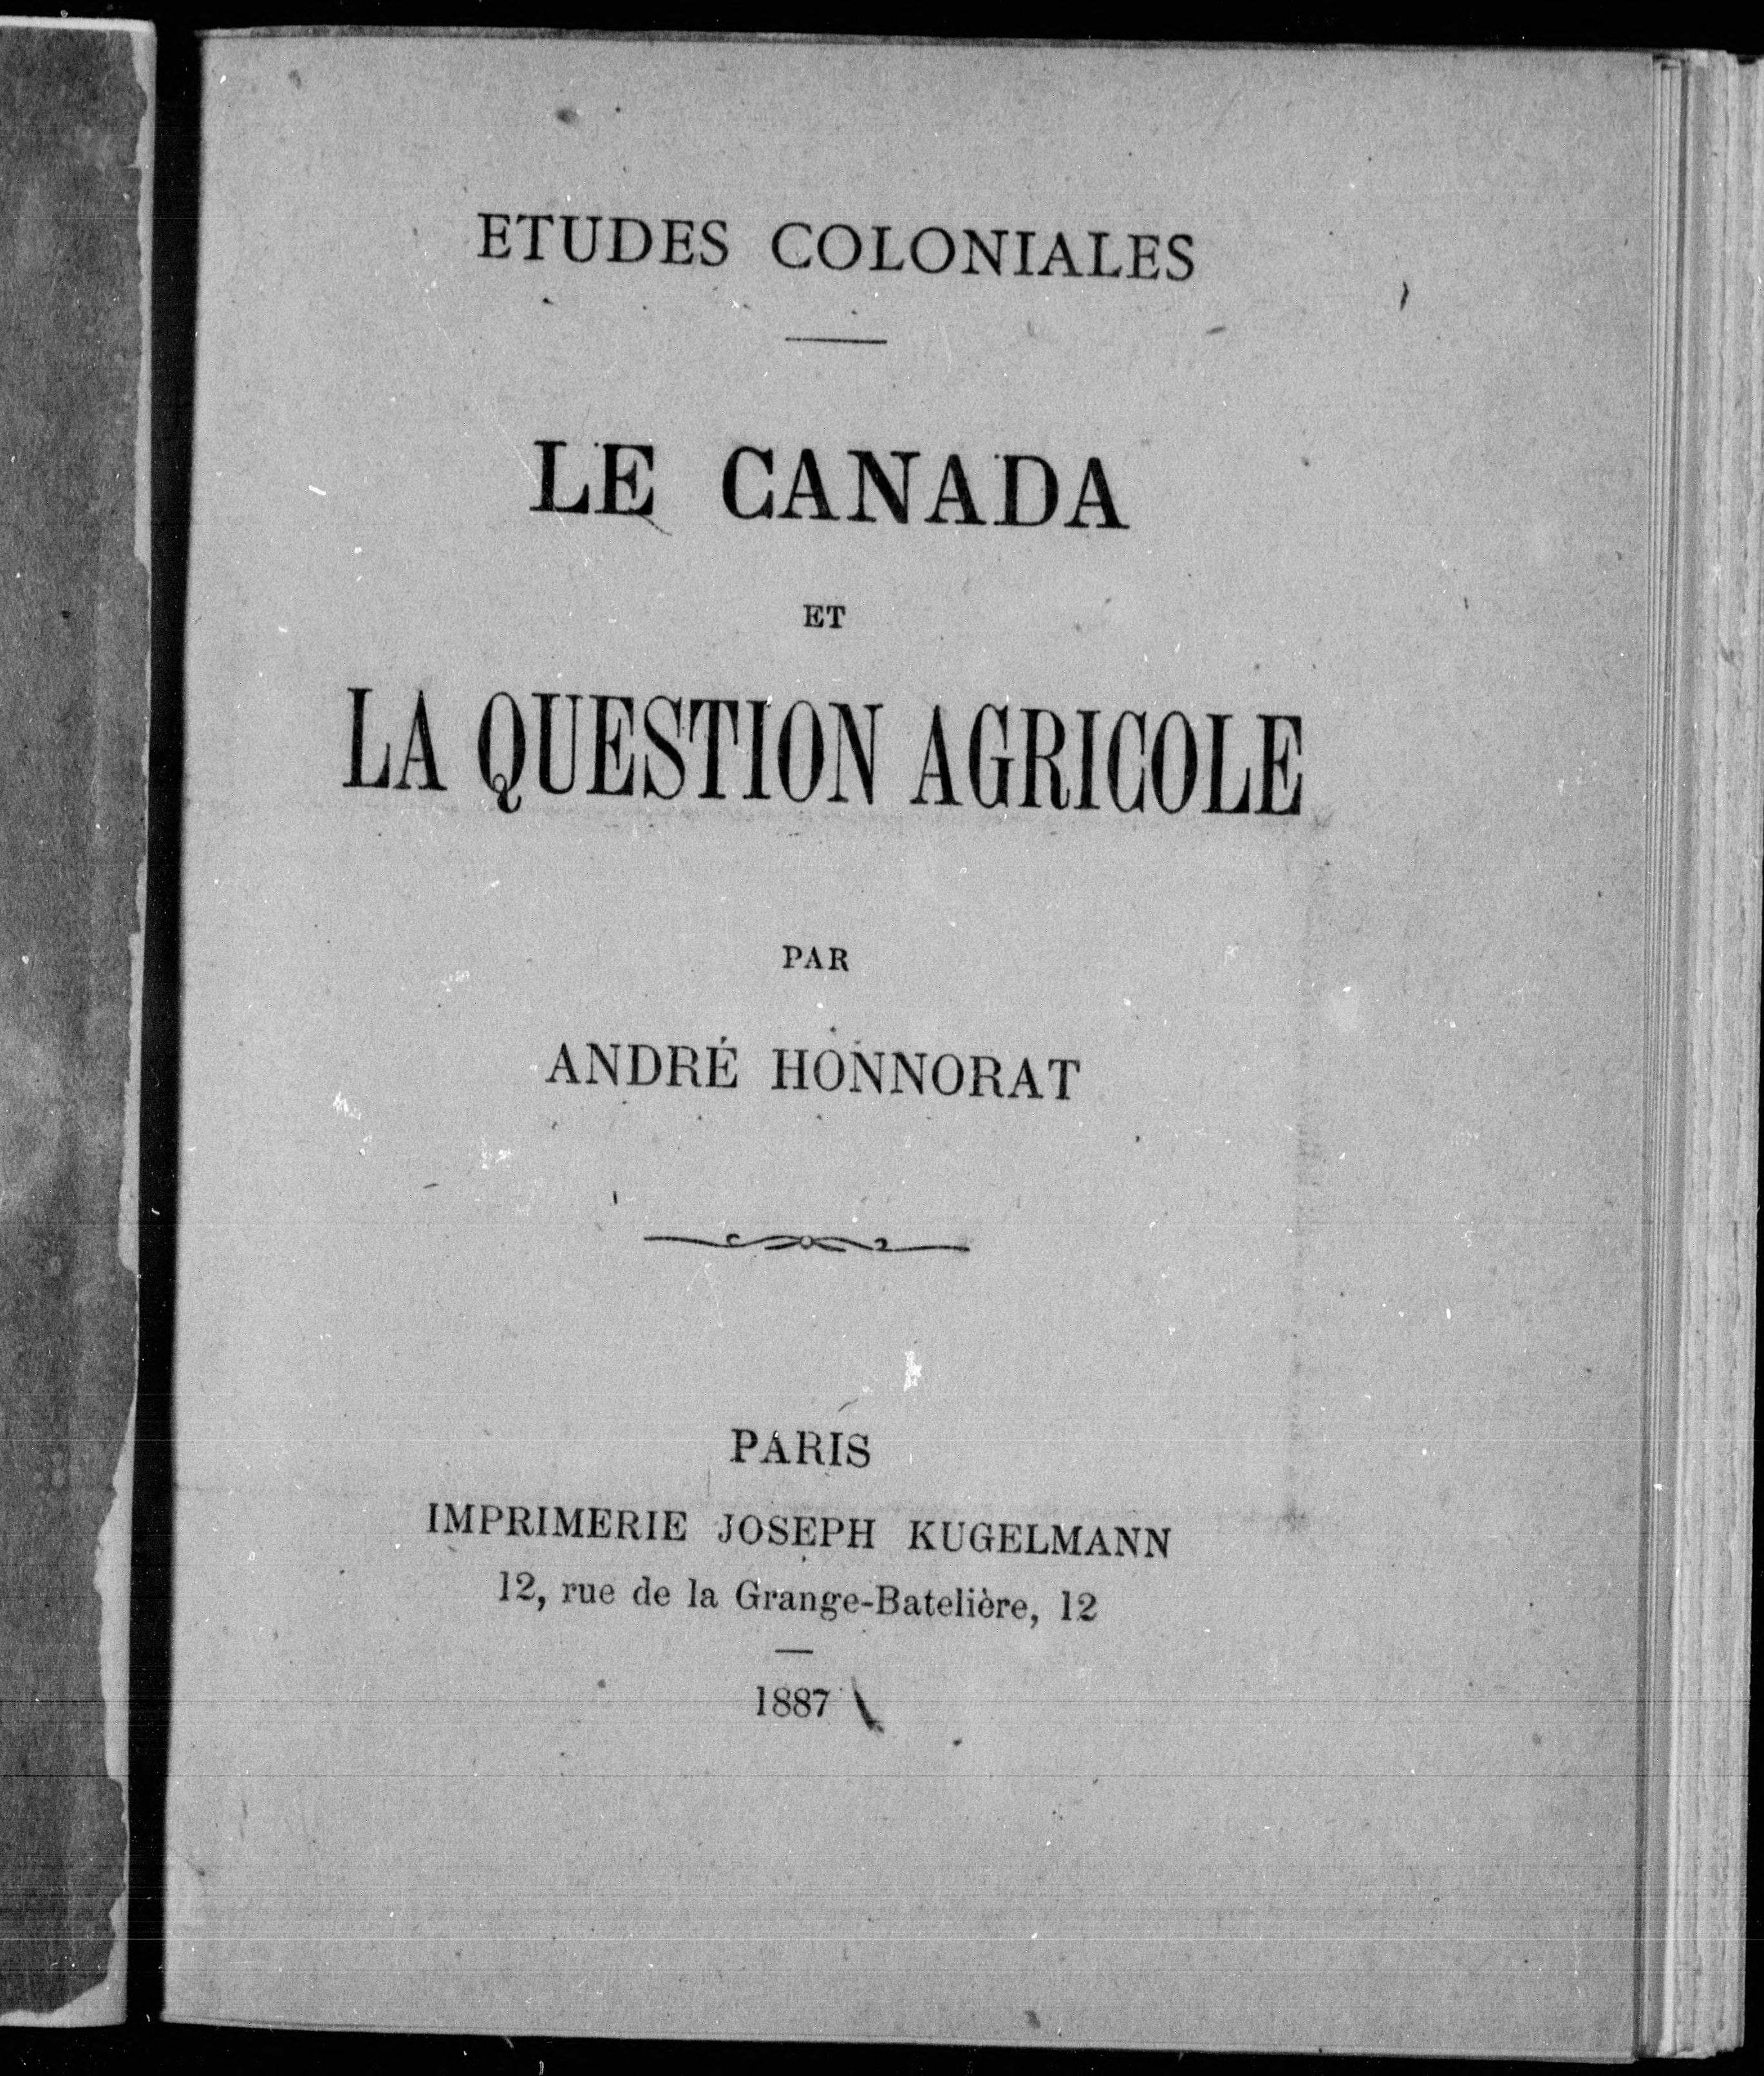 ETUDES COLONIALES
LE CANADA
ET
LA QUESTION AGRICOLE
PAR
ANDRÉ HONNORAT
PARIS
IMPRIMERIE JOSEPH KUGELMANN
12, rue de la Grange-Batelière, 12
1887